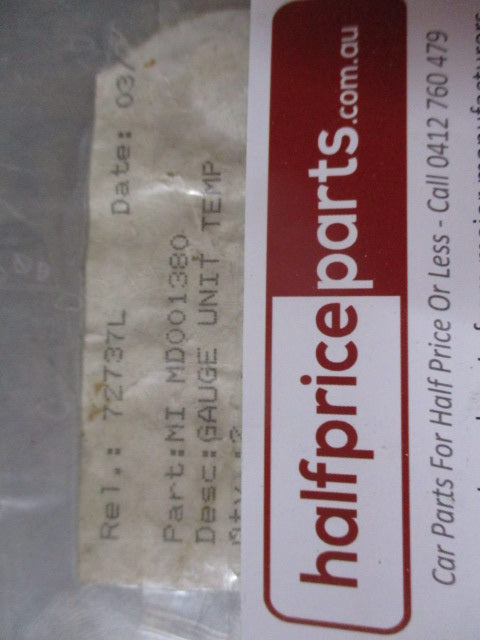 Rel.: 72737L Date: 03/
Part:MI MD001380
Desc:GAUGE UNIT TEMP
halfpriceparts.com.au
Car Parts For Half Price Or Less - Call 0412 760 479